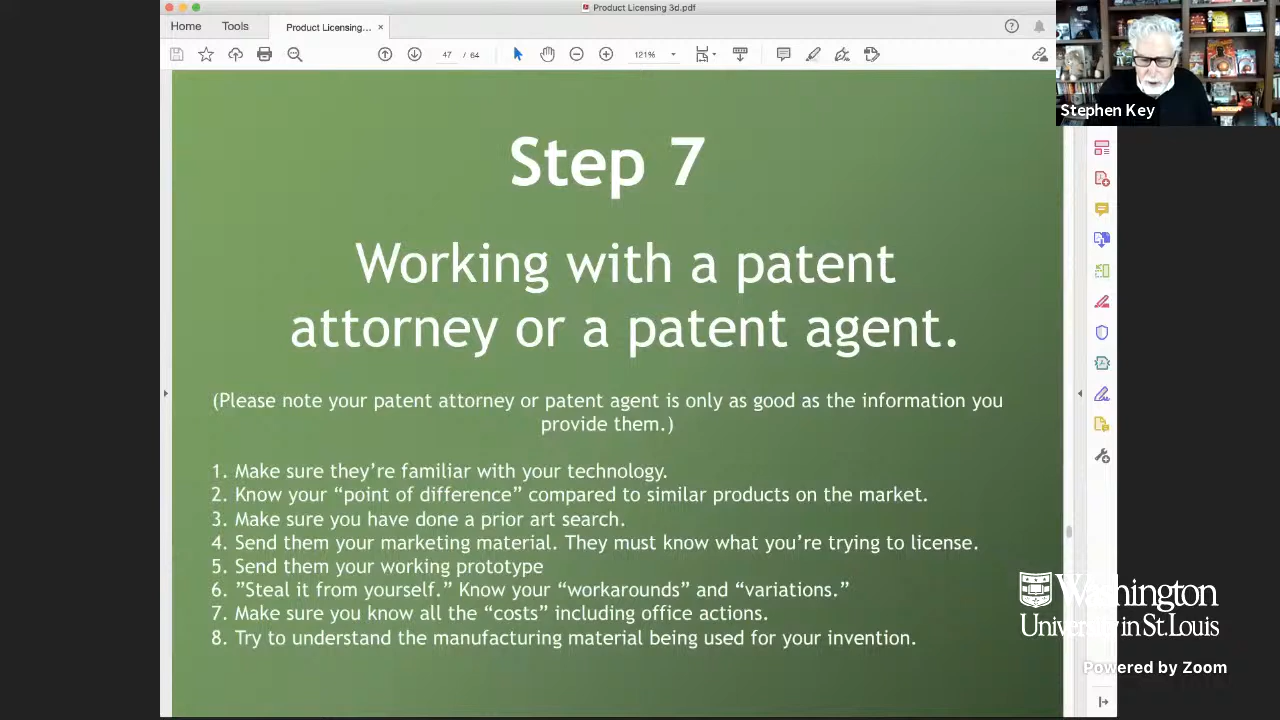 Product Licensing 3d.pdf
Home
Tools
Product Licensing...
47 / 64
121%
Stephen Key
Step 7
Working with a patent
attorney or a patent agent.
(Please note your patent attorney or patent agent is only as good as the information you
provide them.)
1. Make sure they're familiar with your technology.
2. Know your “point of difference” compared to similar products on the market.
3. Make sure you have done a prior art search.
4. Send them your marketing material. They must know what you're trying to license.
5. Send them your working prototype
6. ”Steal it from yourself.” Know your “workarounds” and “variations.”
7. Make sure you know all the “costs” including office actions.
8. Try to understand the manufacturing material being used for your invention.
Washington
University in St. Louis
Powered by Zoom